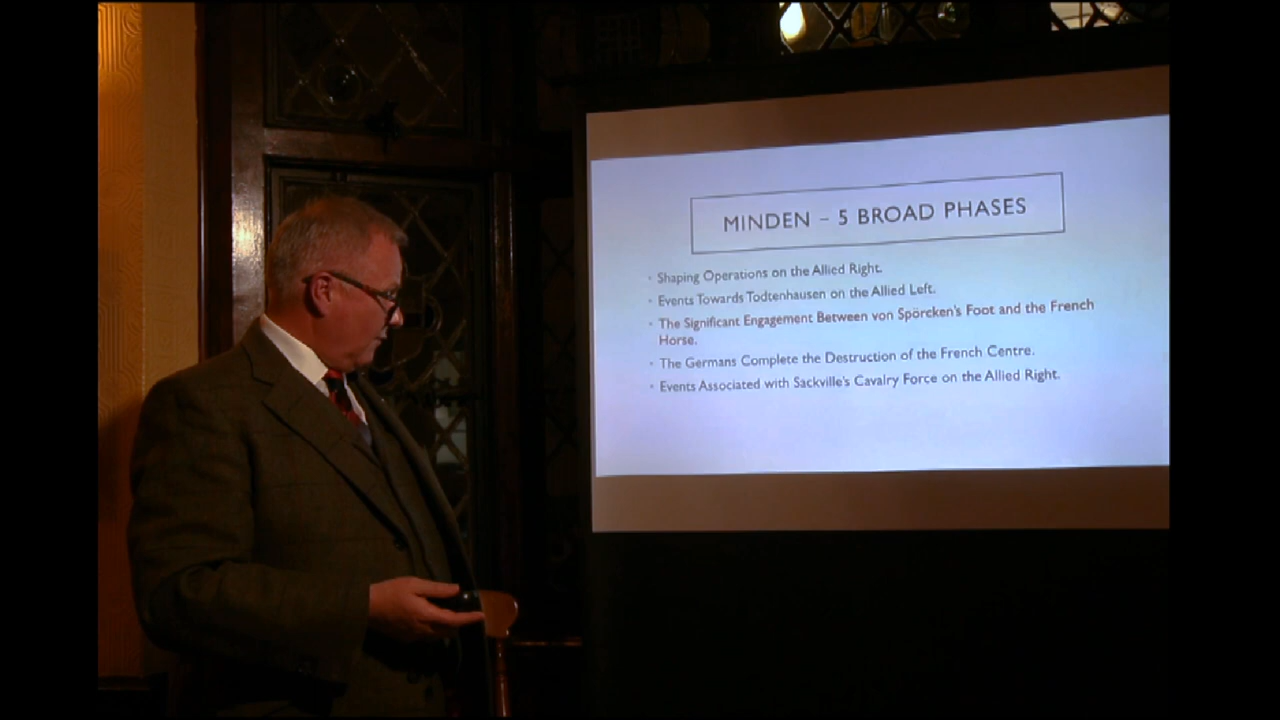 MINDEN – 5 BROAD PHASES
• Shaping Operations on the Allied Right.
• Events Towards Todtenhausen on the Allied Left.
• The Significant Engagement Between von Spörcken's Foot and the French
Horse.
• The Germans Complete the Destruction of the French Centre.
• Events Associated with Sackville's Cavalry Force on the Allied Right.